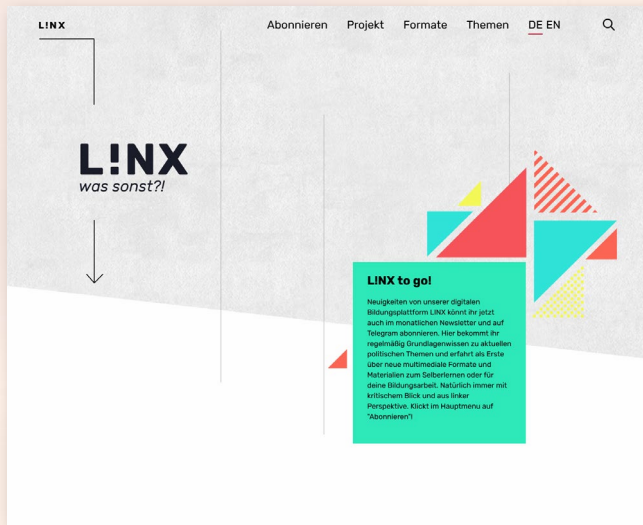 L!NX
Abonnieren Projekt Formate Themen DE EN
L!NX
was sonst?!
L!NX to go!
Neuigkeiten von unserer digitalen
Bildungsplattform LINX könnt ihr jetzt
auch im monatlichen Newsletter und auf
Telegram abonnieren. Hier bekommt ihr
regelmäßig Grundlagenwissen zu aktuellen
politischen Themen und erfahrt als Erste
über neue multimediale Formate und
Materialien zum Selberlernen oder für
deine Bildungsarbeit. Natürlich immer mit
kritischem Blick und aus linker
Perspektive. Klickt im Hauptmenu auf
"Abonnieren"!